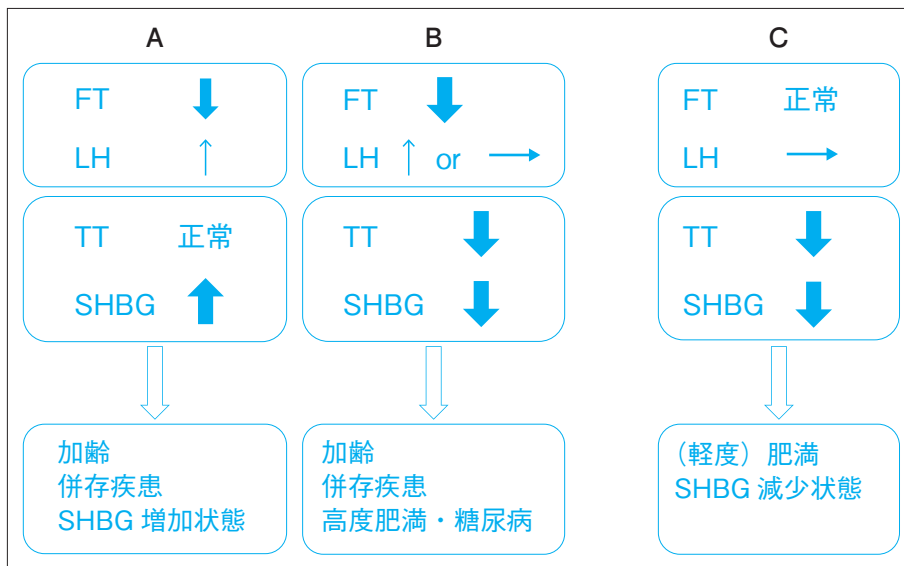 A
B
C
FT
LH
FT
LH or
FT 正常
LH
TT 正常
SHBG
TT
SHBG
TT
SHBG
加齢
併存疾患
SHBG 増加状態
加齢
併存疾患
高度肥満・糖尿病
（軽度）肥満
SHBG 減少状態